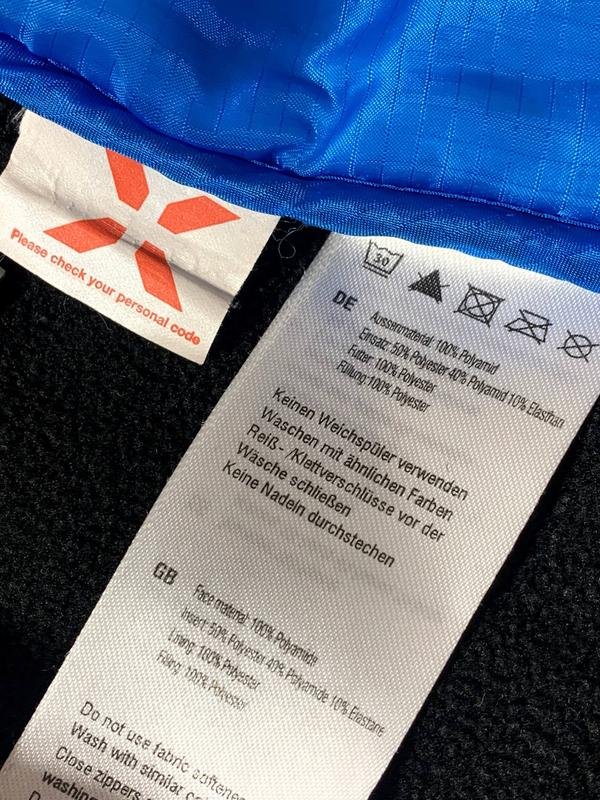 Please check your personal code
30
DE
Aussenmaterial: 100% Polyamid
Einsatz: 50% Polyester 40% Polyamid 10% Elasthan
Futter: 100% Polyester
Füllung: 100% Polyester
Keinen Weichspüler verwenden
Waschen mit ähnlichen Farben
Reiß- /Klettverschlüsse vor der
Wäsche schließen
Keine Nadeln durchstechen
GB
Face material: 100% Polyamide
Insert: 50% Polyester 40% Polyamide 10% Elastane
Lining: 100% Polyester
Filling: 100% Polyester
Do not use fabric softener
Wash with similar co
Close zippers
washing